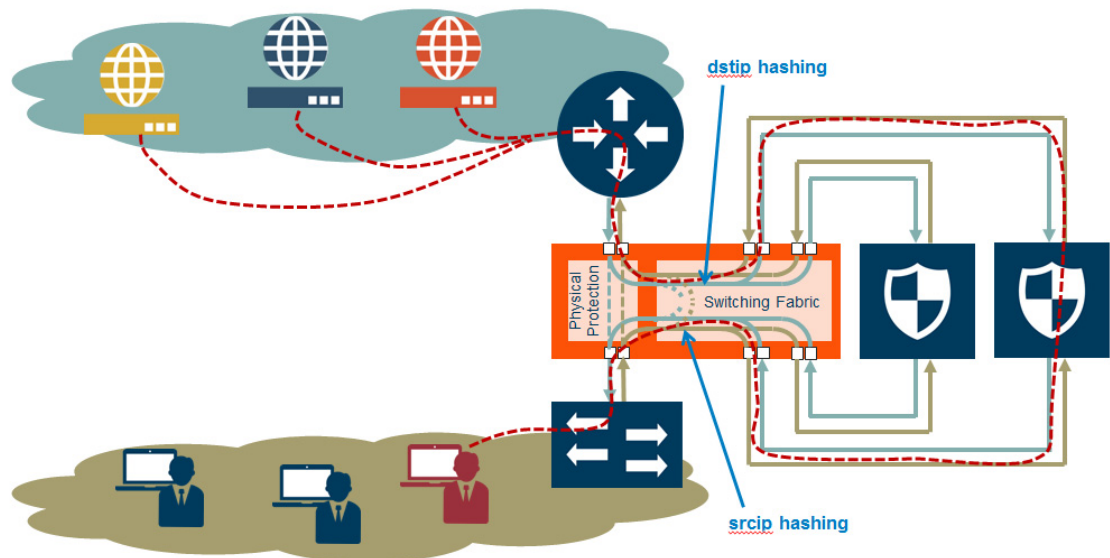 dstip hashing
Physical
Protection
Switching Fabric
srcip hashing